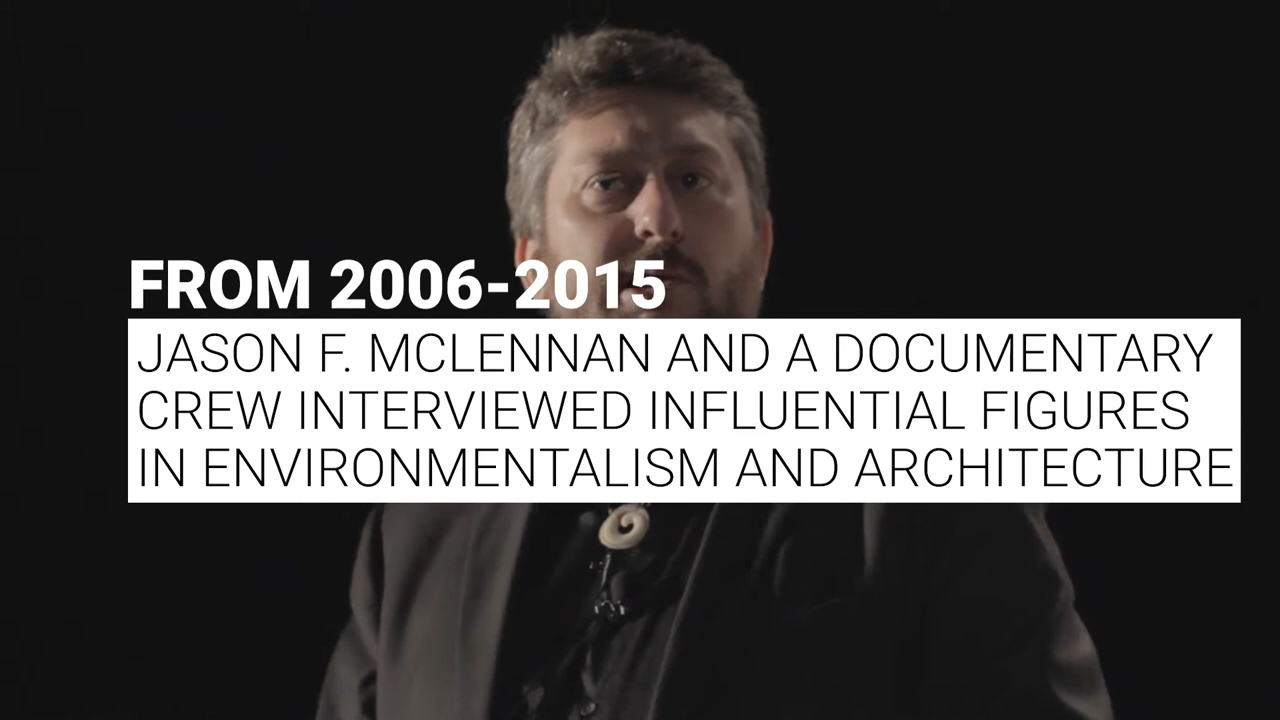 FROM 2006-2015
JASON F. MCLENNAN AND A DOCUMENTARY
CREW INTERVIEWED INFLUENTIAL FIGURES
IN ENVIRONMENTALISM AND ARCHITECTURE